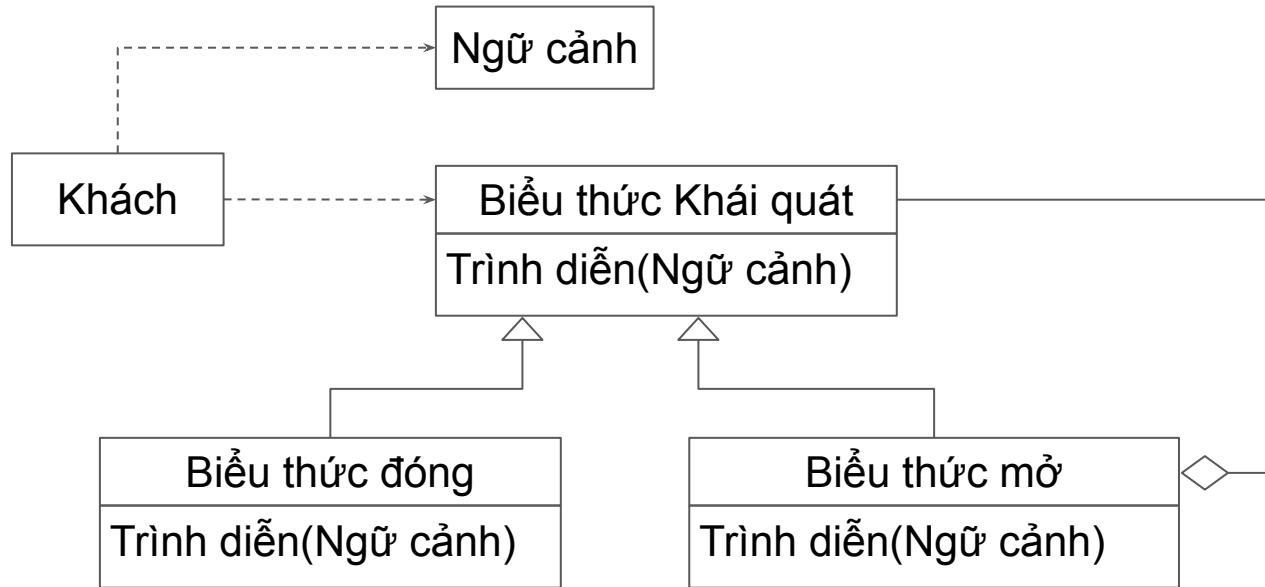 Ngữ cảnh
Khách
Biểu thức Khái quát
Trình diễn(Ngữ cảnh)
Biểu thức đóng
Trình diễn(Ngữ cảnh)
Biểu thức mở
Trình diễn(Ngữ cảnh)